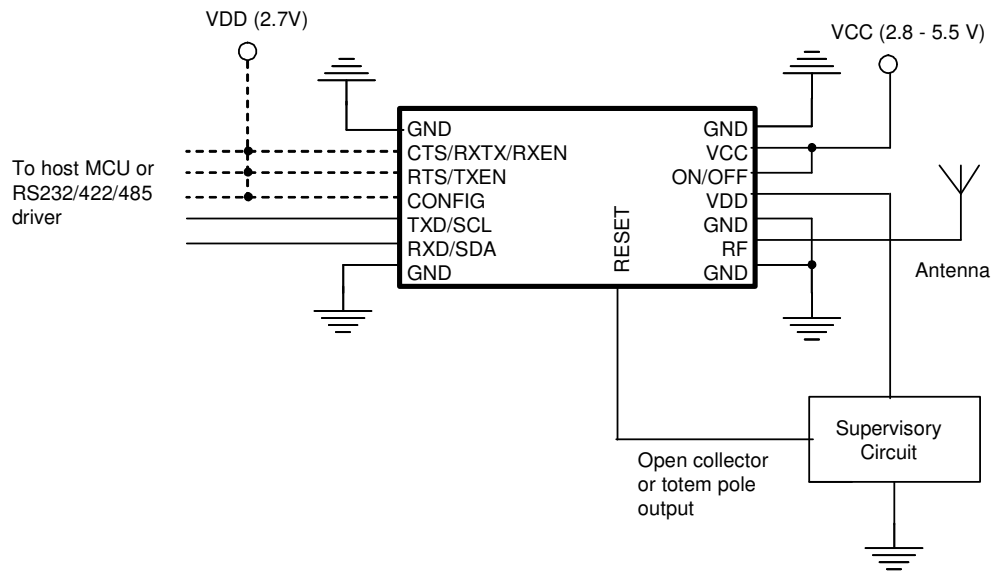 VDD (2.7V)
VCC (2.8 - 5.5 V)
To host MCU or
RS232/422/485
driver
GND
CTS/RXTX/RXEN
RTS/TXEN
CONFIG
TXD/SCL
RXD/SDA
GND
RESET
GND
VCC
ON/OFF
VDD
GND
RF
GND
Antenna
Open collector
or totem pole
output
Supervisory
Circuit